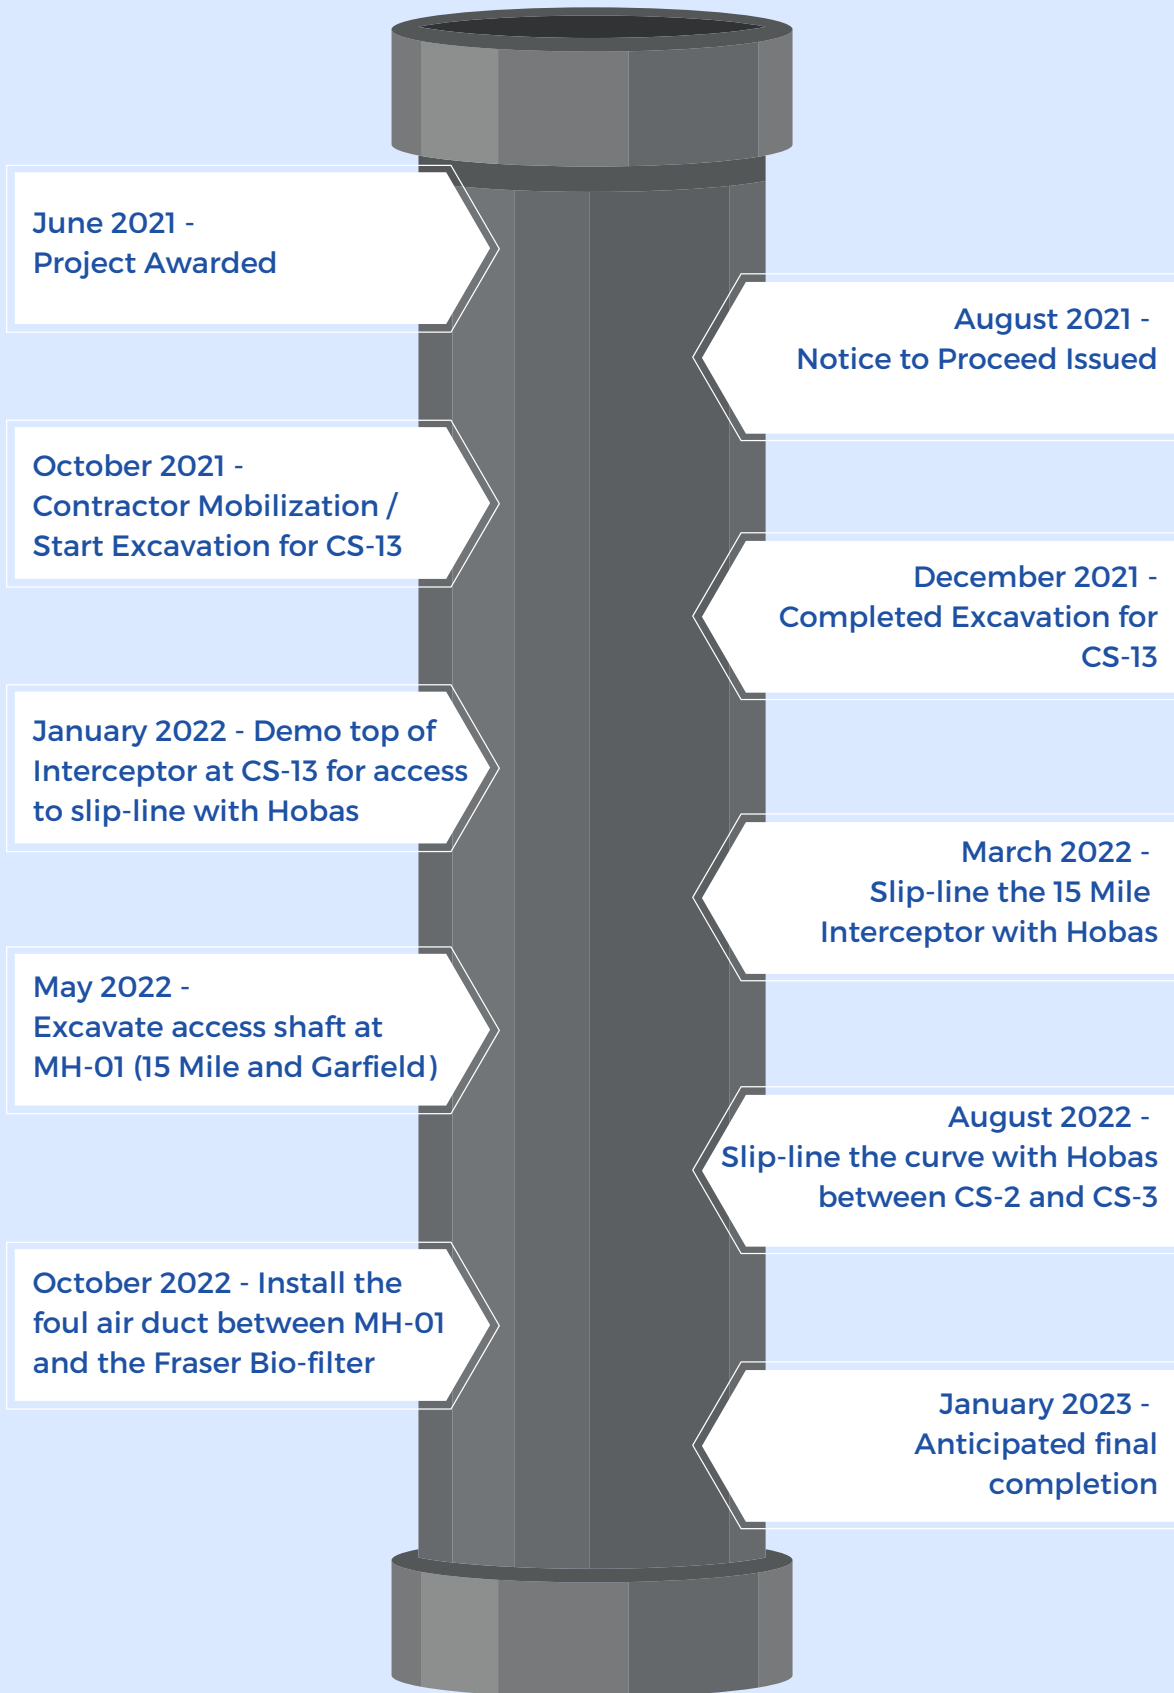 June 2021 -
Project Awarded
August 2021 -
Notice to Proceed Issued
October 2021 -
Contractor Mobilization /
Start Excavation for CS-13
December 2021 -
Completed Excavation for
CS-13
January 2022 - Demo top of
Interceptor at CS-13 for access
to slip-line with Hobas
March 2022 -
Slip-line the 15 Mile
Interceptor with Hobas
May 2022 -
Excavate access shaft at
MH-01 (15 Mile and Garfield)
August 2022 -
Slip-line the curve with Hobas
between CS-2 and CS-3
October 2022 - Install the
foul air duct between MH-01
and the Fraser Bio-filter
January 2023 -
Anticipated final
completion